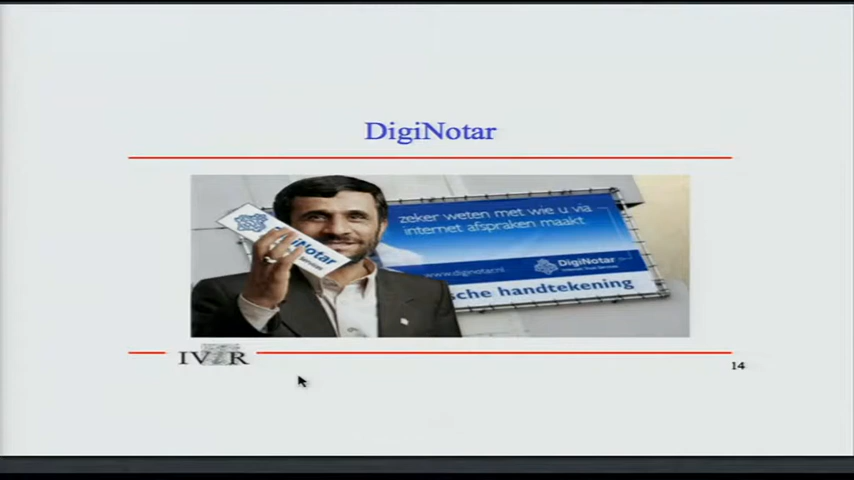 DigiNotar
zeker weten met wie u via
internet afspraken maakt
DigiNotar
www.diginotar.nl
DigiNotar
sche handtekening
IViR
14